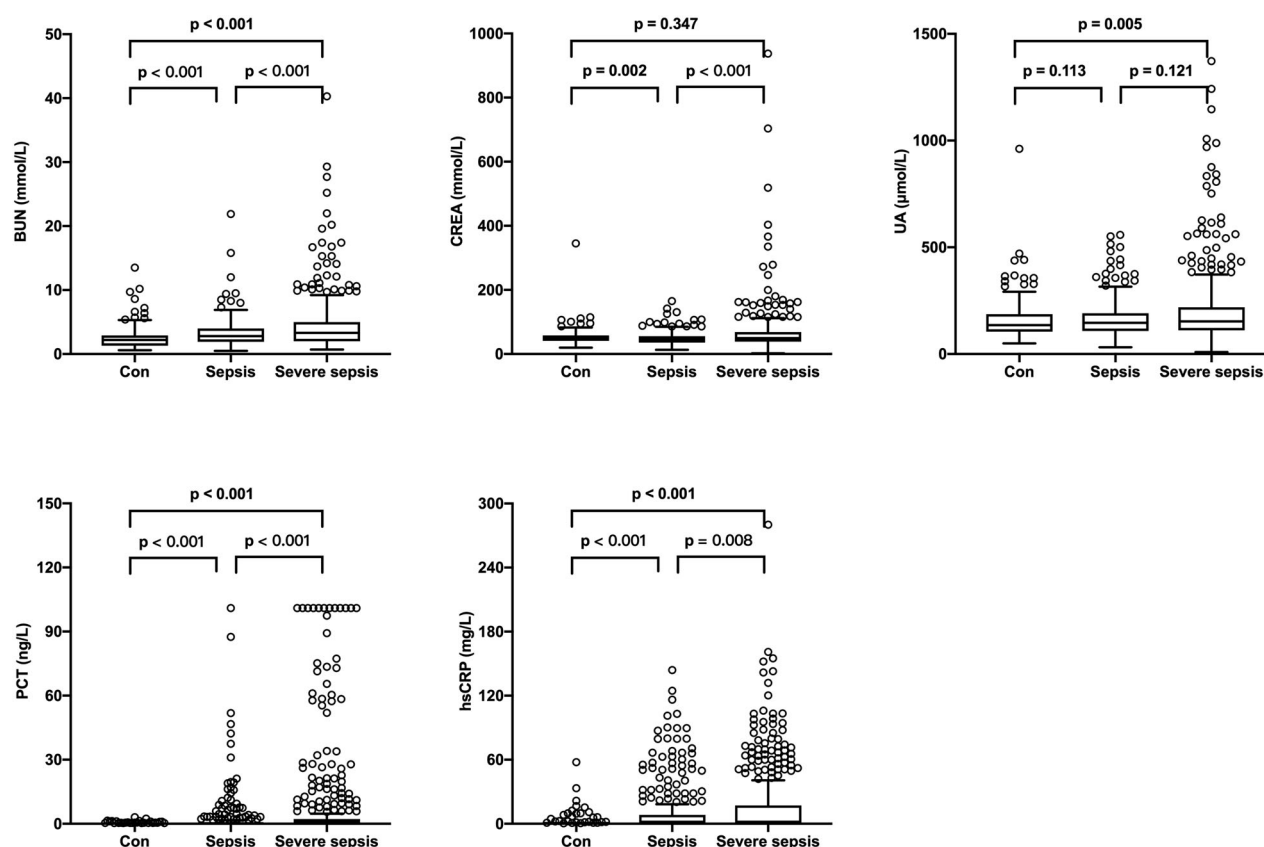 p < 0.001
p < 0.001
p < 0.001
BUN (mmol/L)
50
40
30
20
10
0
Con
Sepsis
Severe sepsis
p = 0.347
p = 0.002
p < 0.001
CREA (mmol/L)
1000
800
600
400
200
0
Con
Sepsis
Severe sepsis
p = 0.005
p = 0.113
p = 0.121
UA (μmol/L)
1500
1000
500
0
Con
Sepsis
Severe sepsis
p < 0.001
p < 0.001
p < 0.001
PCT (ng/L)
150
120
90
60
30
0
Con
Sepsis
Severe sepsis
p < 0.001
p < 0.001
p = 0.008
hsCRP (mg/L)
300
240
180
120
60
0
Con
Sepsis
Severe sepsis